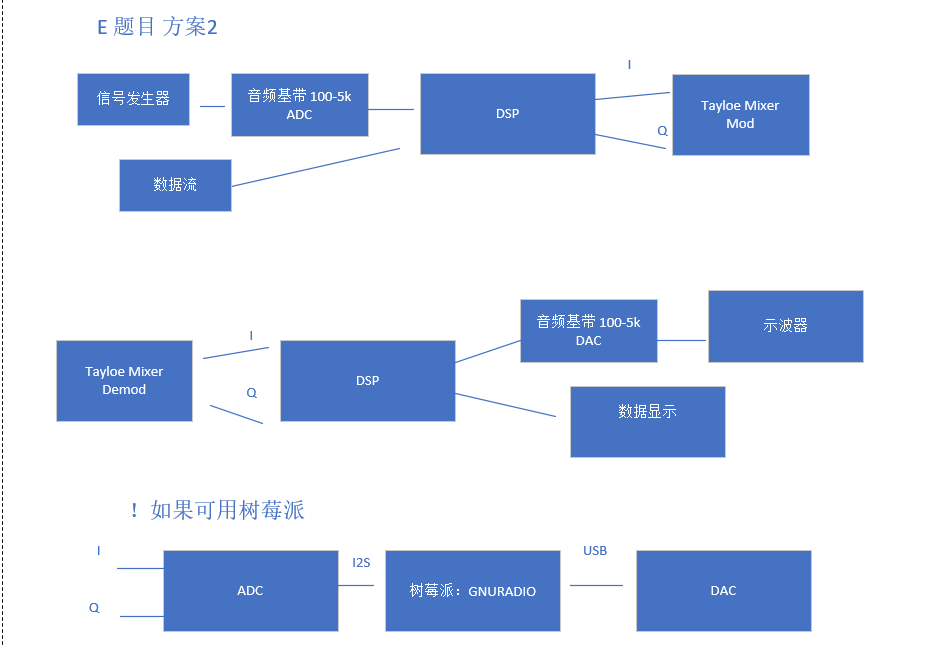 E 题目 方案2
信号发生器
音频基带 100-5k
ADC
DSP
I
Q
Tayloe Mixer
Mod
数据流
Tayloe Mixer
Demod
I
Q
DSP
音频基带 100-5k
DAC
示波器
数据显示
！如果可用树莓派
I
Q
ADC
I2S
树莓派：GNURADIO
USB
DAC